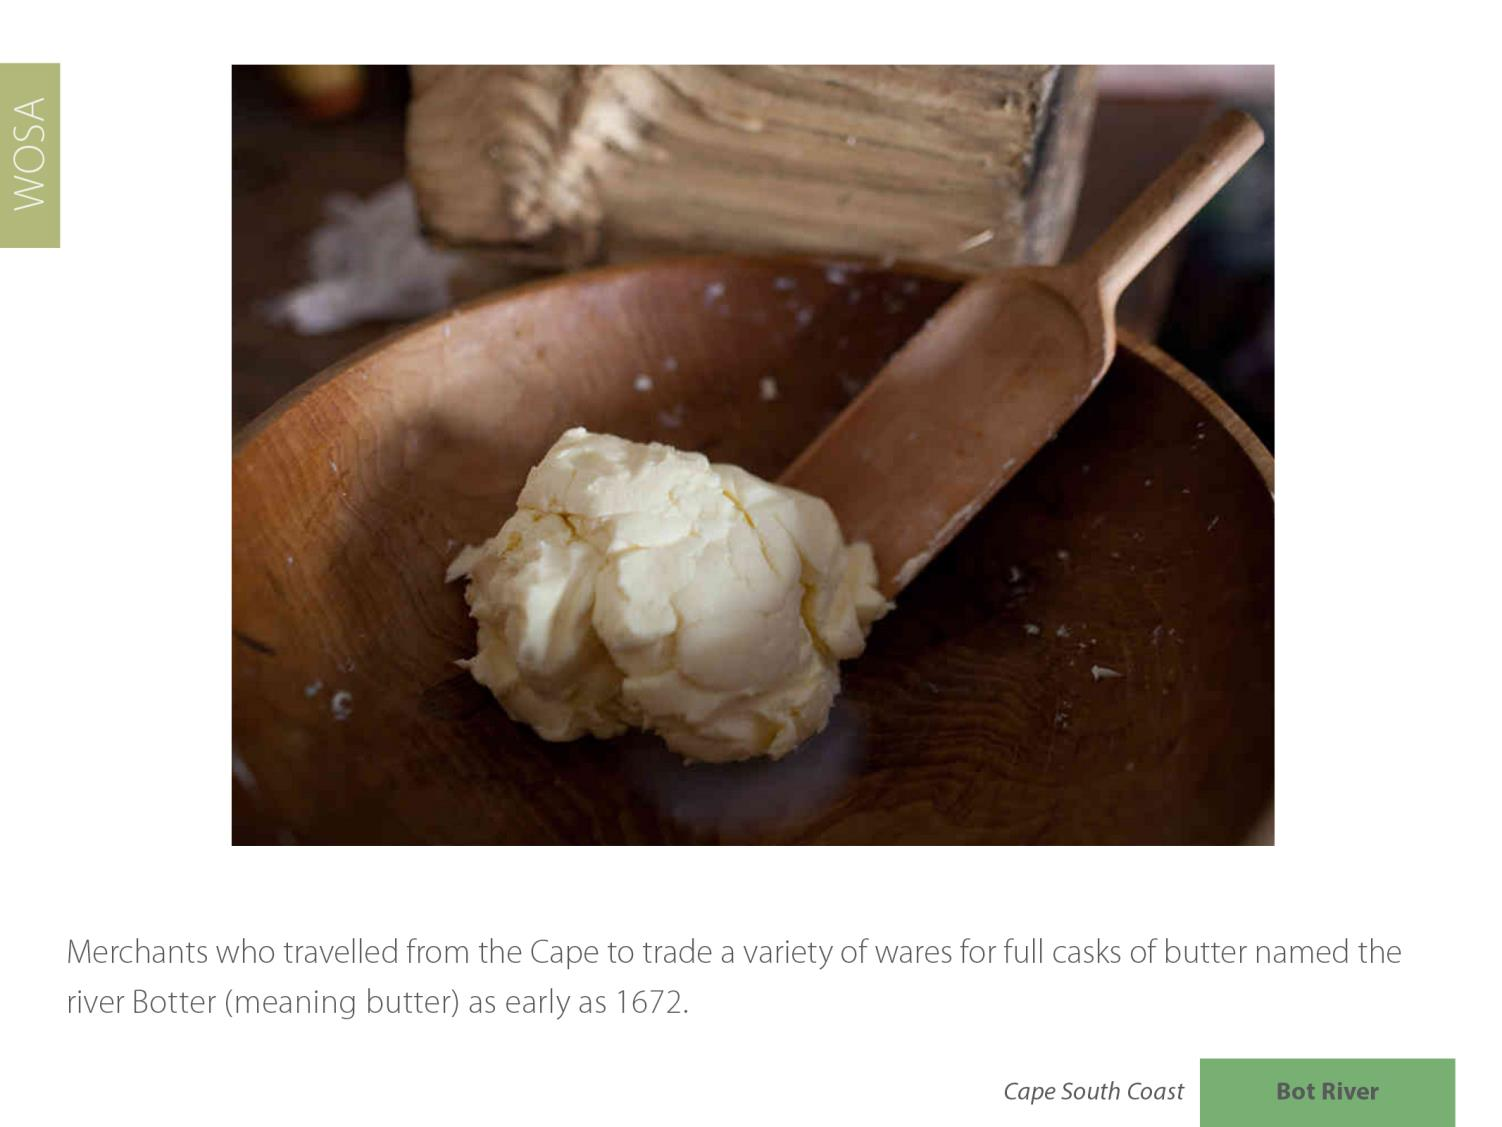 WOSA
Merchants who travelled from the Cape to trade a variety of wares for full casks of butter named the
river Botter (meaning butter) as early as 1672.
Cape South Coast
Bot River